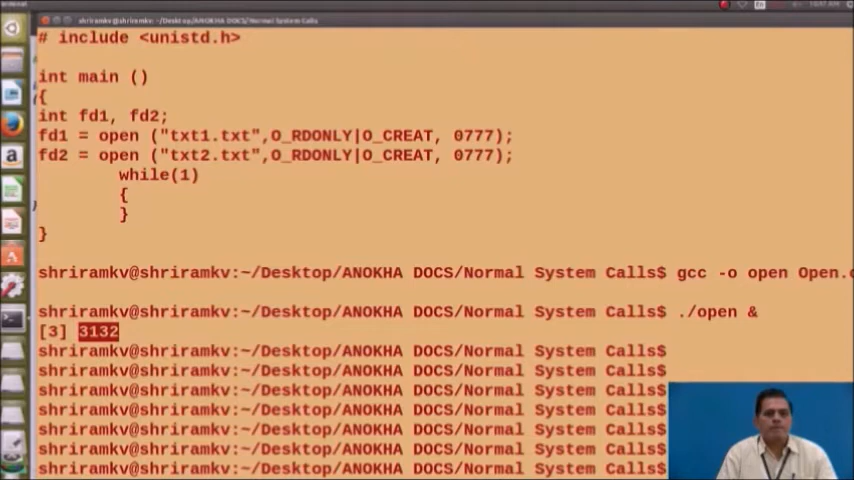 shriramkv@shriramkv: ~/Desktop/ANOKHA DOCS/Normal System Calls
# include <unistd.h>
int main ()
{
int fd1, fd2;
fd1 = open ("txt1.txt",O_RDONLY|O_CREAT, 0777);
fd2 = open ("txt2.txt",O_RDONLY|O_CREAT, 0777);
while(1)
{
}
}
shriramkv@shriramkv:~/Desktop/ANOKHA DOCS/Normal System Calls$ gcc -o open Open.c
shriramkv@shriramkv:~/Desktop/ANOKHA DOCS/Normal System Calls$ ./open &
[3] 3132
shriramkv@shriramkv:~/Desktop/ANOKHA DOCS/Normal System Calls$
shriramkv@shriramkv:~/Desktop/ANOKHA DOCS/Normal System Calls$
shriramkv@shriramkv:~/Desktop/ANOKHA DOCS/Normal System Calls$
shriramkv@shriramkv:~/Desktop/ANOKHA DOCS/Normal System Calls$
shriramkv@shriramkv:~/Desktop/ANOKHA DOCS/Normal System Calls$
shriramkv@shriramkv:~/Desktop/ANOKHA DOCS/Normal System Calls$
shriramkv@shriramkv:~/Desktop/ANOKHA DOCS/Normal System Calls$